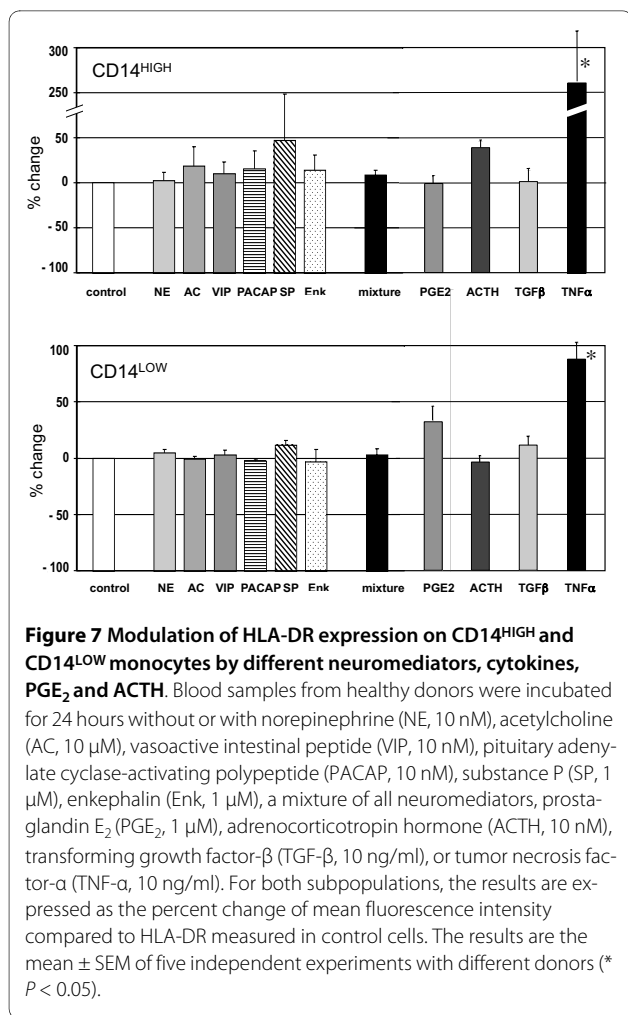 300
CD14HIGH
*
250
% change
50
0
- 50
- 100
control NE AC VIP PACAP SP Enk mixture PGE2 ACTH TGFβ TNFα
100
CD14LOW
*
50
% change
0
- 50
- 100
control NE AC VIP PACAP SP Enk mixture PGE2 ACTH TGFβ TNFα
Figure 7 Modulation of HLA-DR expression on CD14HIGH and
CD14LOW monocytes by different neuromediators, cytokines,
PGE2 and ACTH. Blood samples from healthy donors were incubated
for 24 hours without or with norepinephrine (NE, 10 nM), acetylcholine
(AC, 10 μM), vasoactive intestinal peptide (VIP, 10 nM), pituitary adeny-
late cyclase-activating polypeptide (PACAP, 10 nM), substance P (SP, 1
μM), enkephalin (Enk, 1 μM), a mixture of all neuromediators, prosta-
glandin E2 (PGE2, 1 μM), adrenocorticotropin hormone (ACTH, 10 nM),
transforming growth factor-β (TGF-β, 10 ng/ml), or tumor necrosis fac-
tor-α (TNF-α, 10 ng/ml). For both subpopulations, the results are ex-
pressed as the percent change of mean fluorescence intensity
compared to HLA-DR measured in control cells. The results are the
mean ± SEM of five independent experiments with different donors (*
P < 0.05).